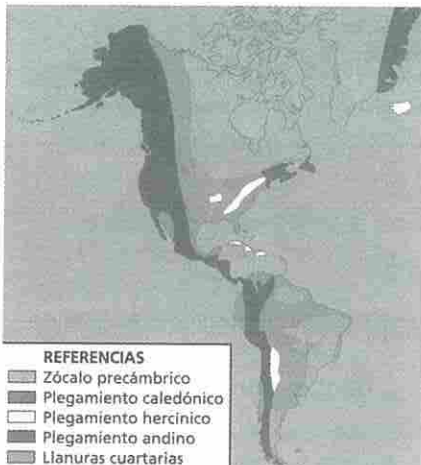 REFERENCIAS
Zócalo precámbrico
Plegamiento caledónico
Plegamiento hercínico
Plegamiento andino
Llanuras cuartarias